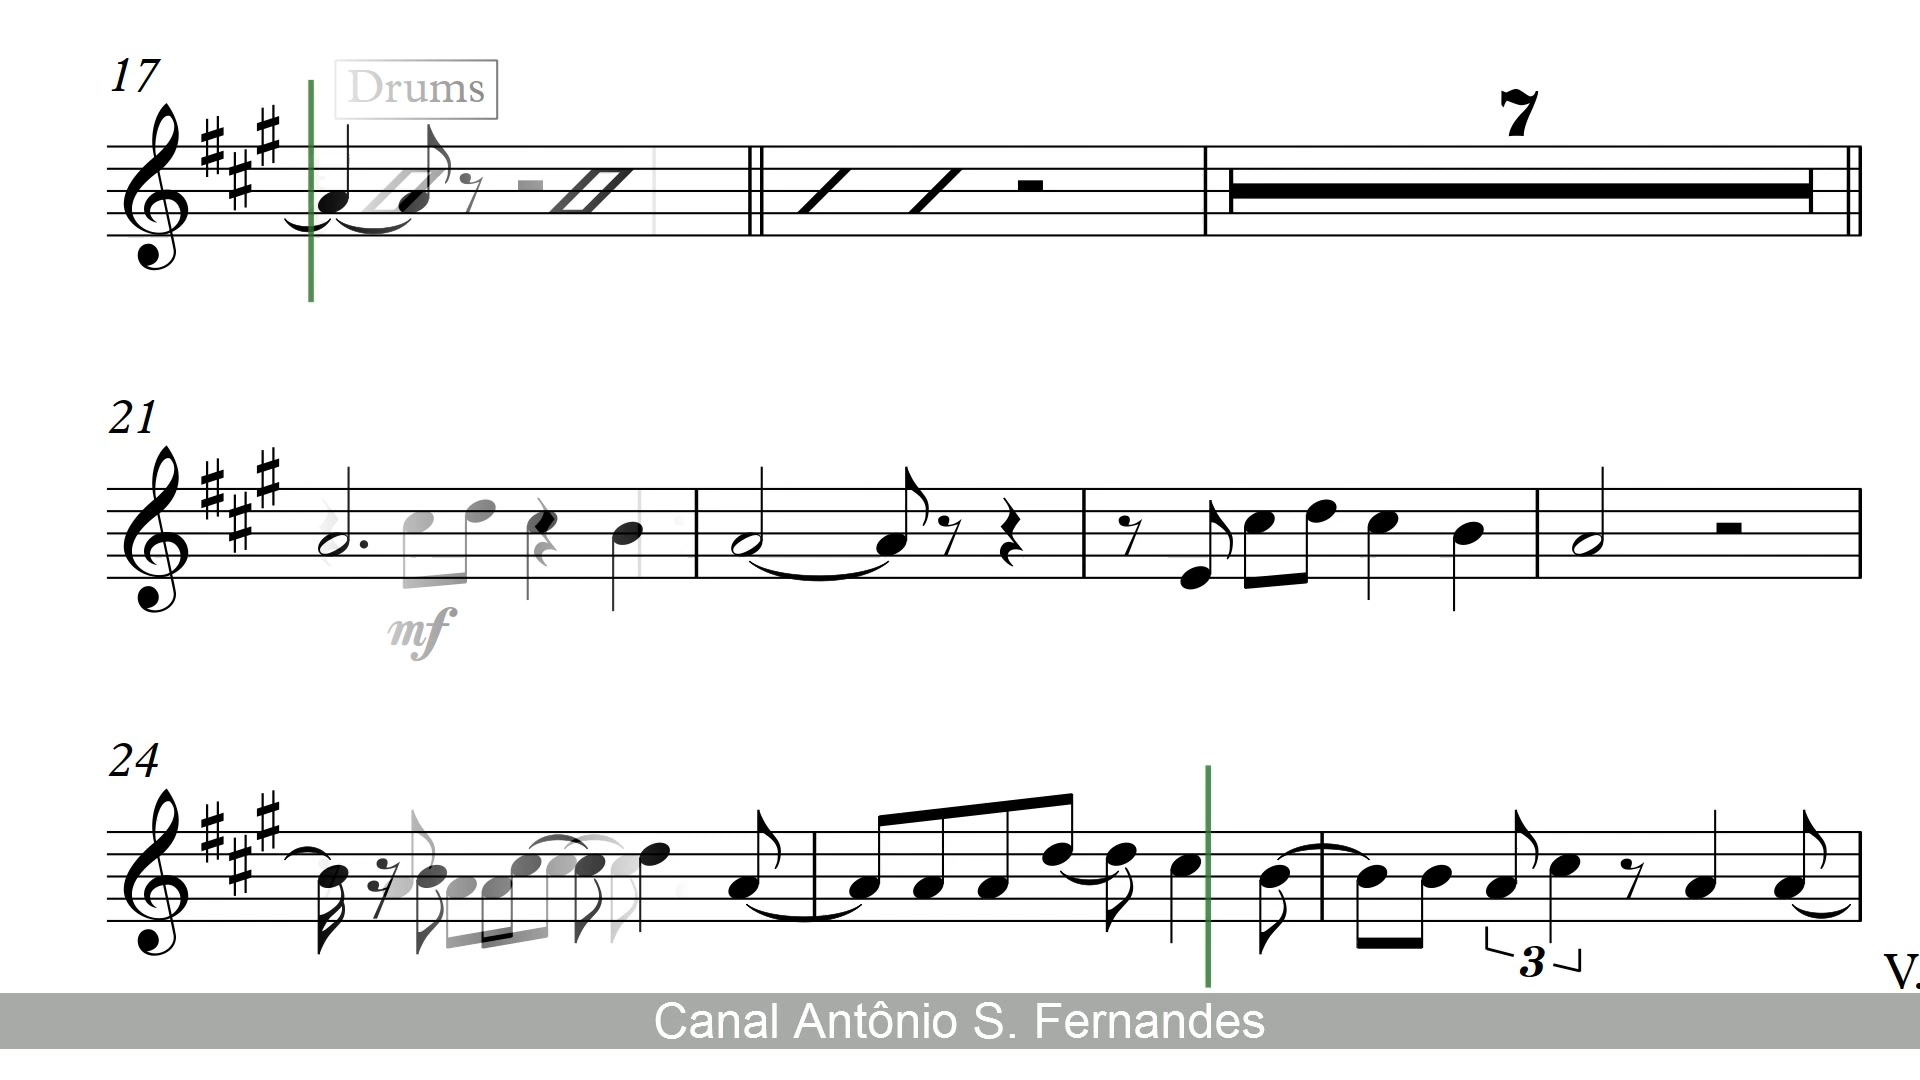 17
Drums
7
21
mf
24
3
V.
Canal Antônio S. Fernandes